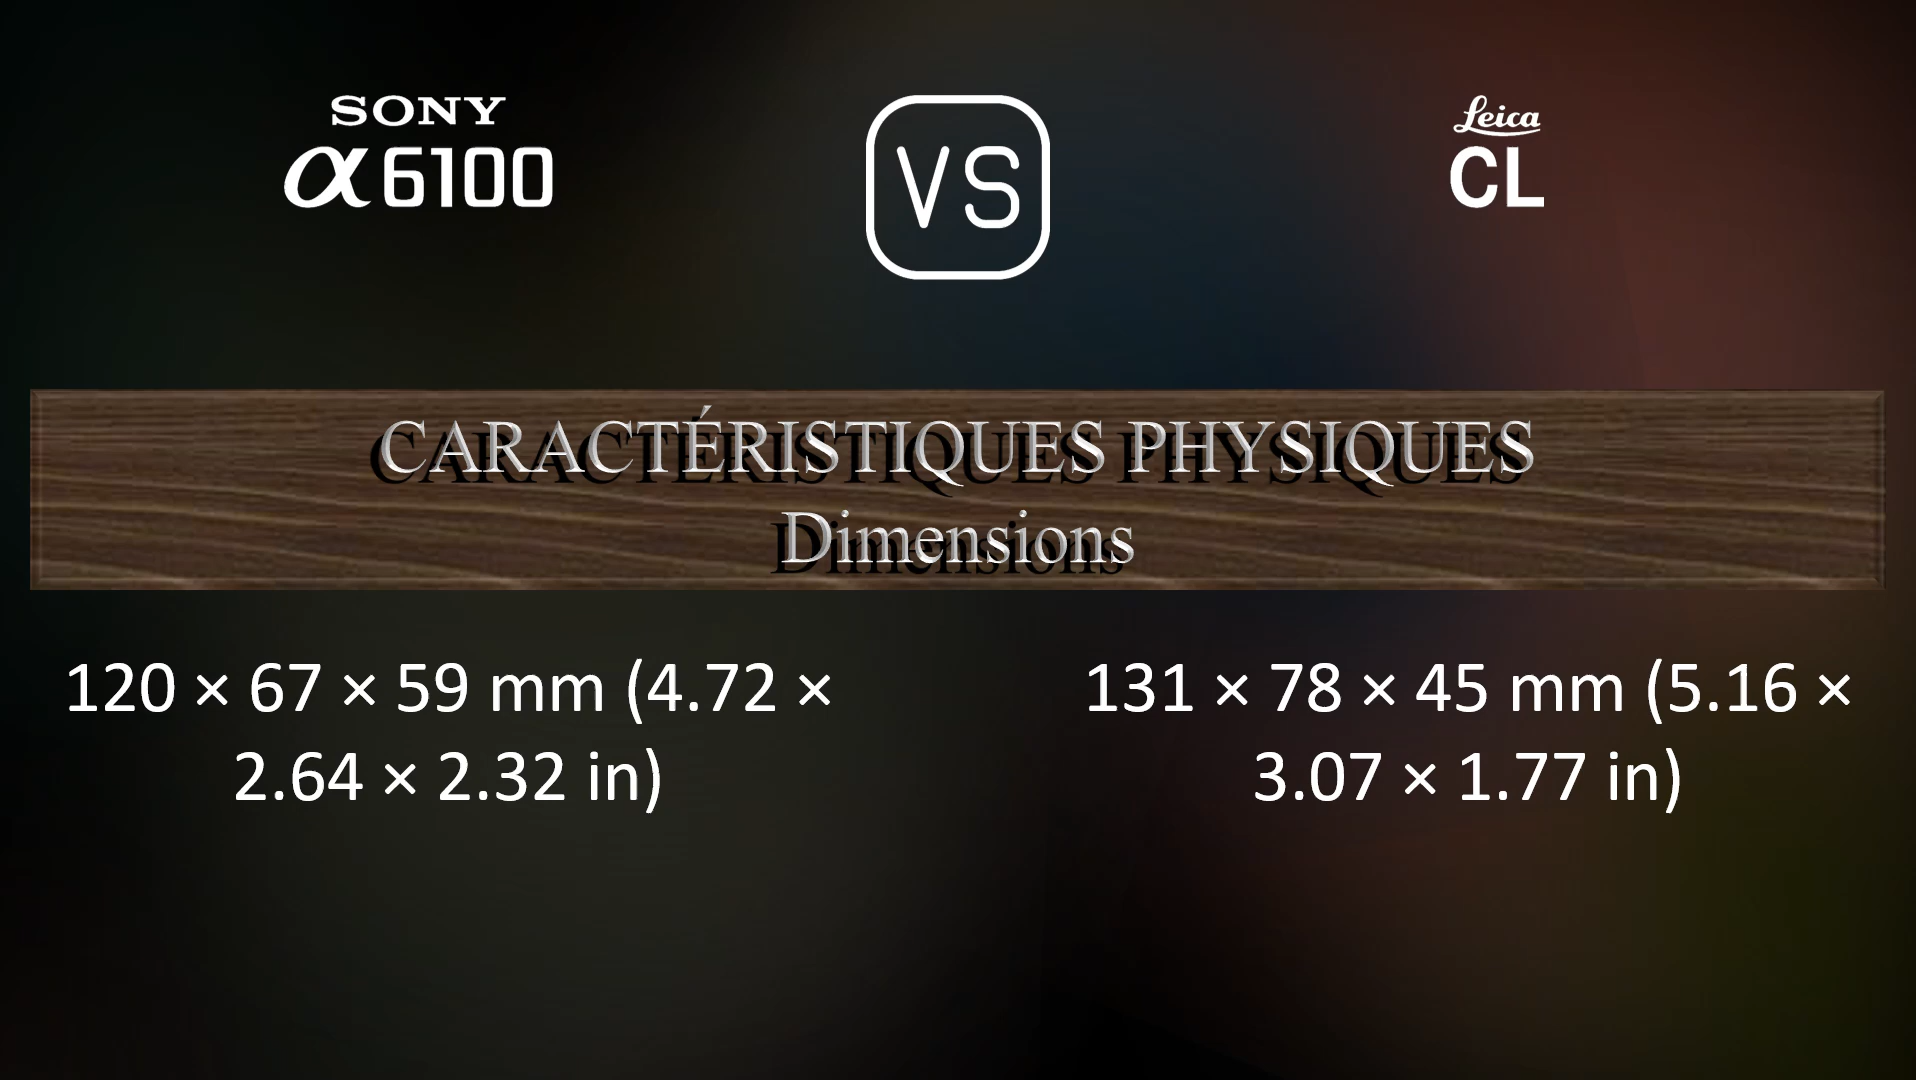 SONY
α6100
VS
Leica
CL
CARACTÉRISTIQUES PHYSIQUES
Dimensions
120 × 67 × 59 mm (4.72 ×
2.64 × 2.32 in)
131 × 78 × 45 mm (5.16 ×
3.07 × 1.77 in)